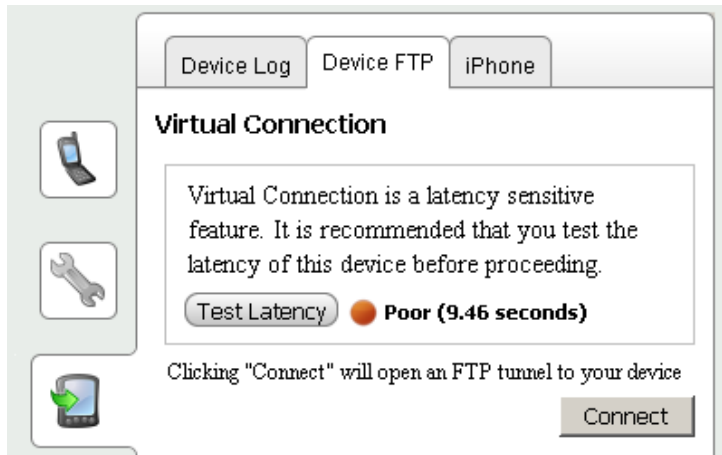 Device Log Device FTP iPhone
Virtual Connection
Virtual Connection is a latency sensitive
feature. It is recommended that you test the
latency of this device before proceeding.
Test Latency Poor (9.46 seconds)
Clicking "Connect" will open an FTP tunnel to your device
Connect